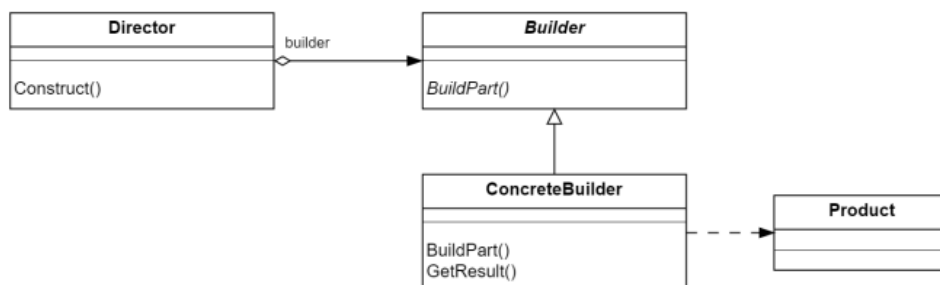 Director
builder
Builder
Construct()
BuildPart()
ConcreteBuilder
Product
BuildPart()
GetResult()